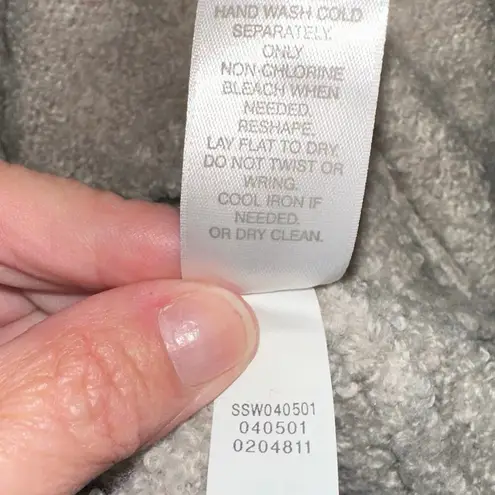 HAND WASH COLD
SEPARATELY.
ONLY
NON-CHLORINE
BLEACH WHEN
NEEDED.
RESHAPE.
LAY FLAT TO DRY.
DO NOT TWIST OR
WRING.
COOL IRON IF
NEEDED.
OR DRY CLEAN.
SSW040501
040501
0204811